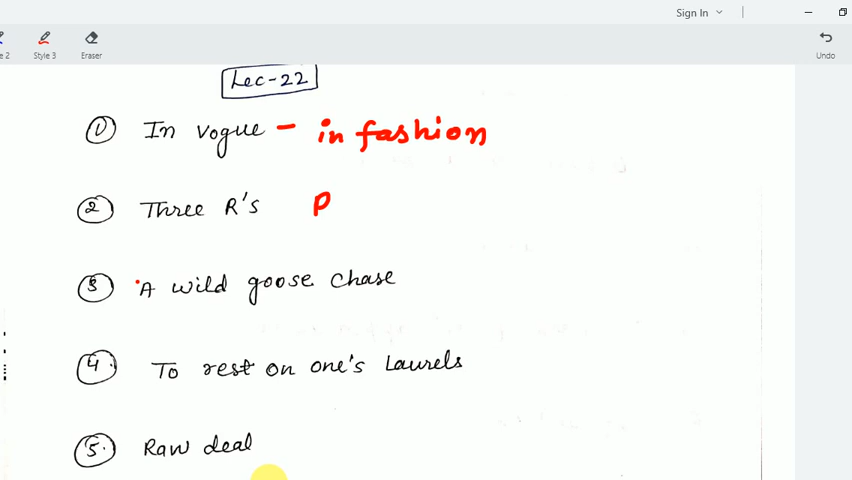 Sign In
e 2
Style 3
Eraser
Undo
Lec-22
① In vogue - in fashion
② Three R's P
③ A wild goose chase
④ To rest on one's Laurels
⑤ Raw deal